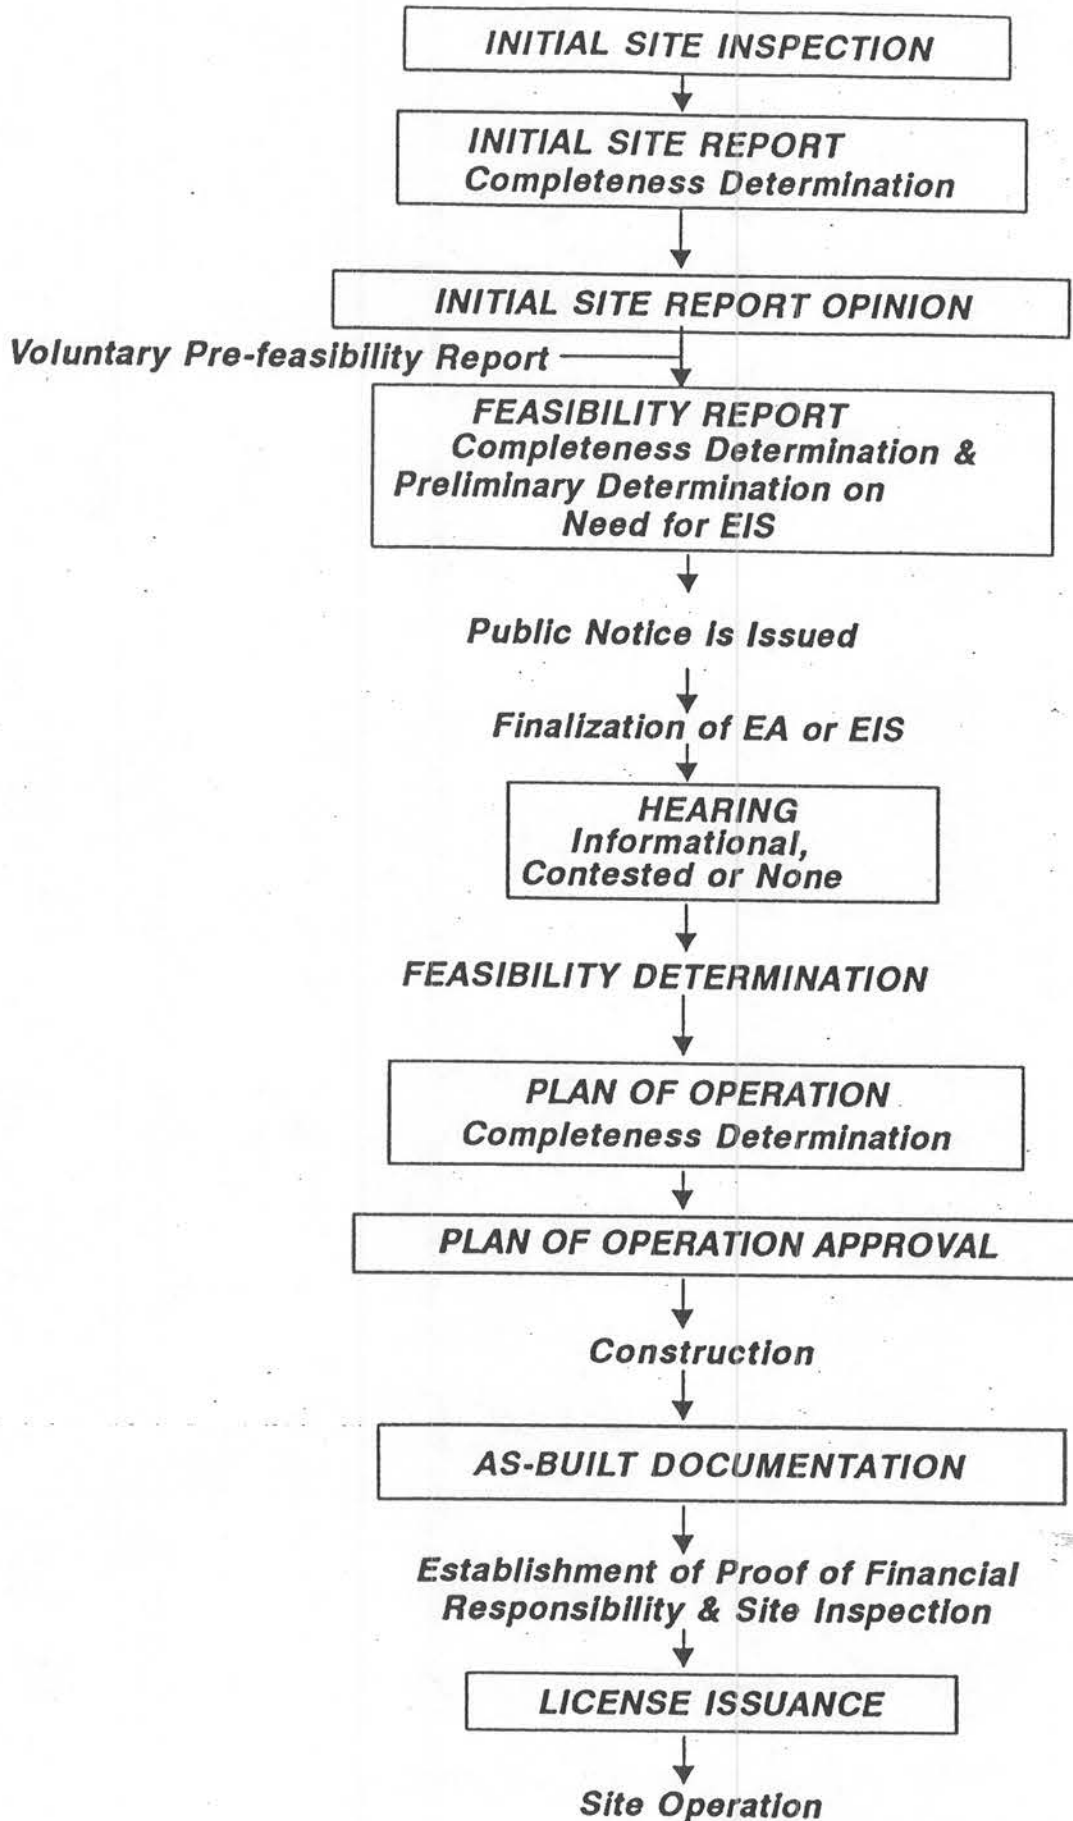 INITIAL SITE INSPECTION
INITIAL SITE REPORT
Completeness Determination
INITIAL SITE REPORT OPINION
Voluntary Pre-feasibility Report
FEASIBILITY REPORT
Completeness Determination &
Preliminary Determination on
Need for EIS
Public Notice is Issued
Finalization of EA or EIS
HEARING
Informational,
Contested or None
FEASIBILITY DETERMINATION
PLAN OF OPERATION
Completeness Determination
PLAN OF OPERATION APPROVAL
Construction
AS-BUILT DOCUMENTATION
Establishment of Proof of Financial
Responsibility & Site Inspection
LICENSE ISSUANCE
Site Operation